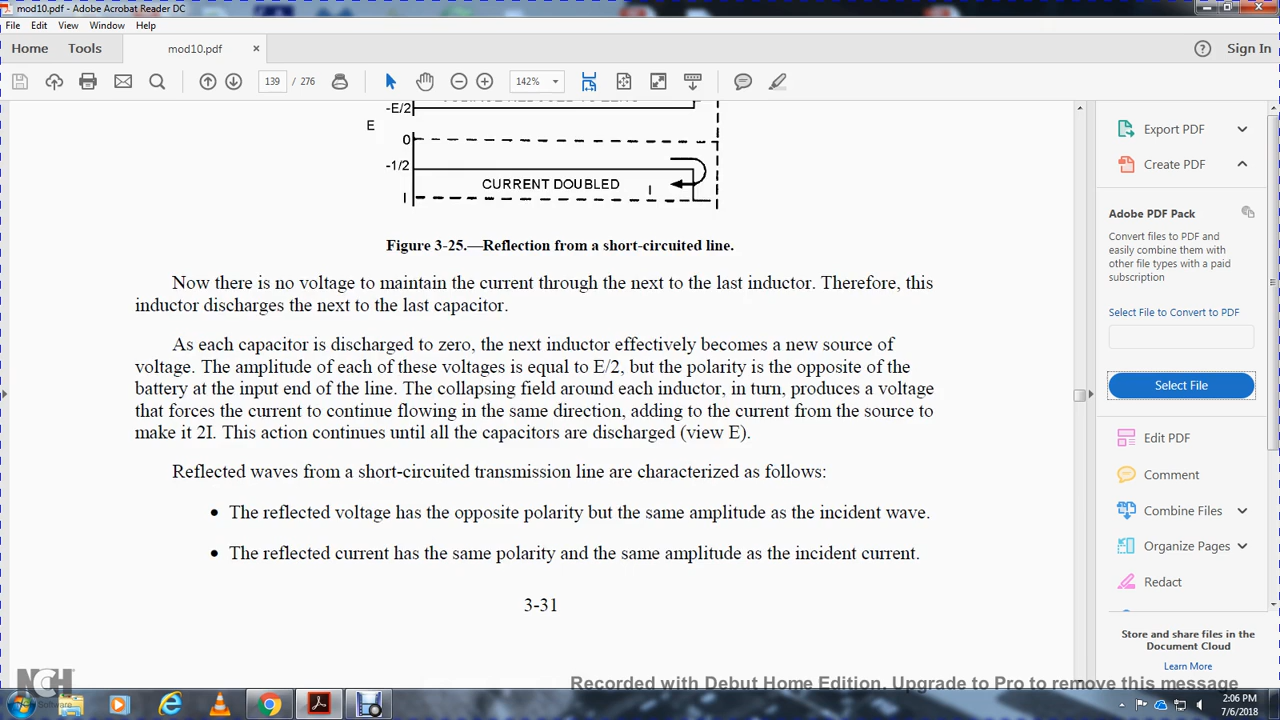 mod10.pdf - Adobe Acrobat Reader DC
File Edit View Window Help
Home Tools mod10.pdf × Sign In
139 / 276 142%
-E/2
E
0
-1/2
CURRENT DOUBLED
I
I
Figure 3-25.—Reflection from a short-circuited line.
Now there is no voltage to maintain the current through the next to the last inductor. Therefore, this
inductor discharges the next to the last capacitor.
As each capacitor is discharged to zero, the next inductor effectively becomes a new source of
voltage. The amplitude of each of these voltages is equal to E/2, but the polarity is the opposite of the
battery at the input end of the line. The collapsing field around each inductor, in turn, produces a voltage
that forces the current to continue flowing in the same direction, adding to the current from the source to
make it 2I. This action continues until all the capacitors are discharged (view E).
Reflected waves from a short-circuited transmission line are characterized as follows:
• The reflected voltage has the opposite polarity but the same amplitude as the incident wave.
• The reflected current has the same polarity and the same amplitude as the incident current.
3-31
Export PDF
Create PDF
Adobe PDF Pack
Convert files to PDF and
easily combine them with
other file types with a paid
subscription
Select File to Convert to PDF
Select File
Edit PDF
Comment
Combine Files
Organize Pages
Redact
Store and share files in the
Document Cloud
Learn More
NCH
Software
Recorded with Debut Home Edition. Upgrade to Pro to remove this message
2:06 PM
7/6/2018